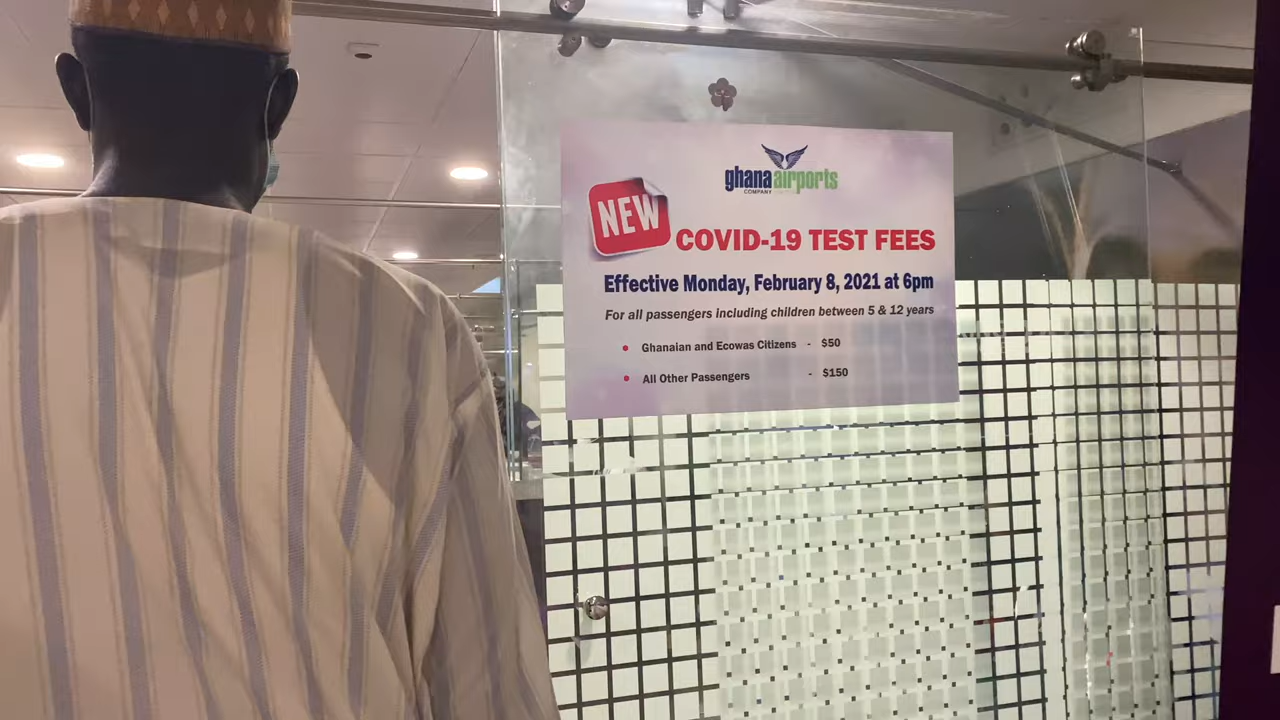 ghana airports
COMPANY
NEW
COVID-19 TEST FEES
Effective Monday, February 8, 2021 at 6pm
For all passengers including children between 5 & 12 years
• Ghanaian and Ecowas Citizens - $50
• All Other Passengers - $150